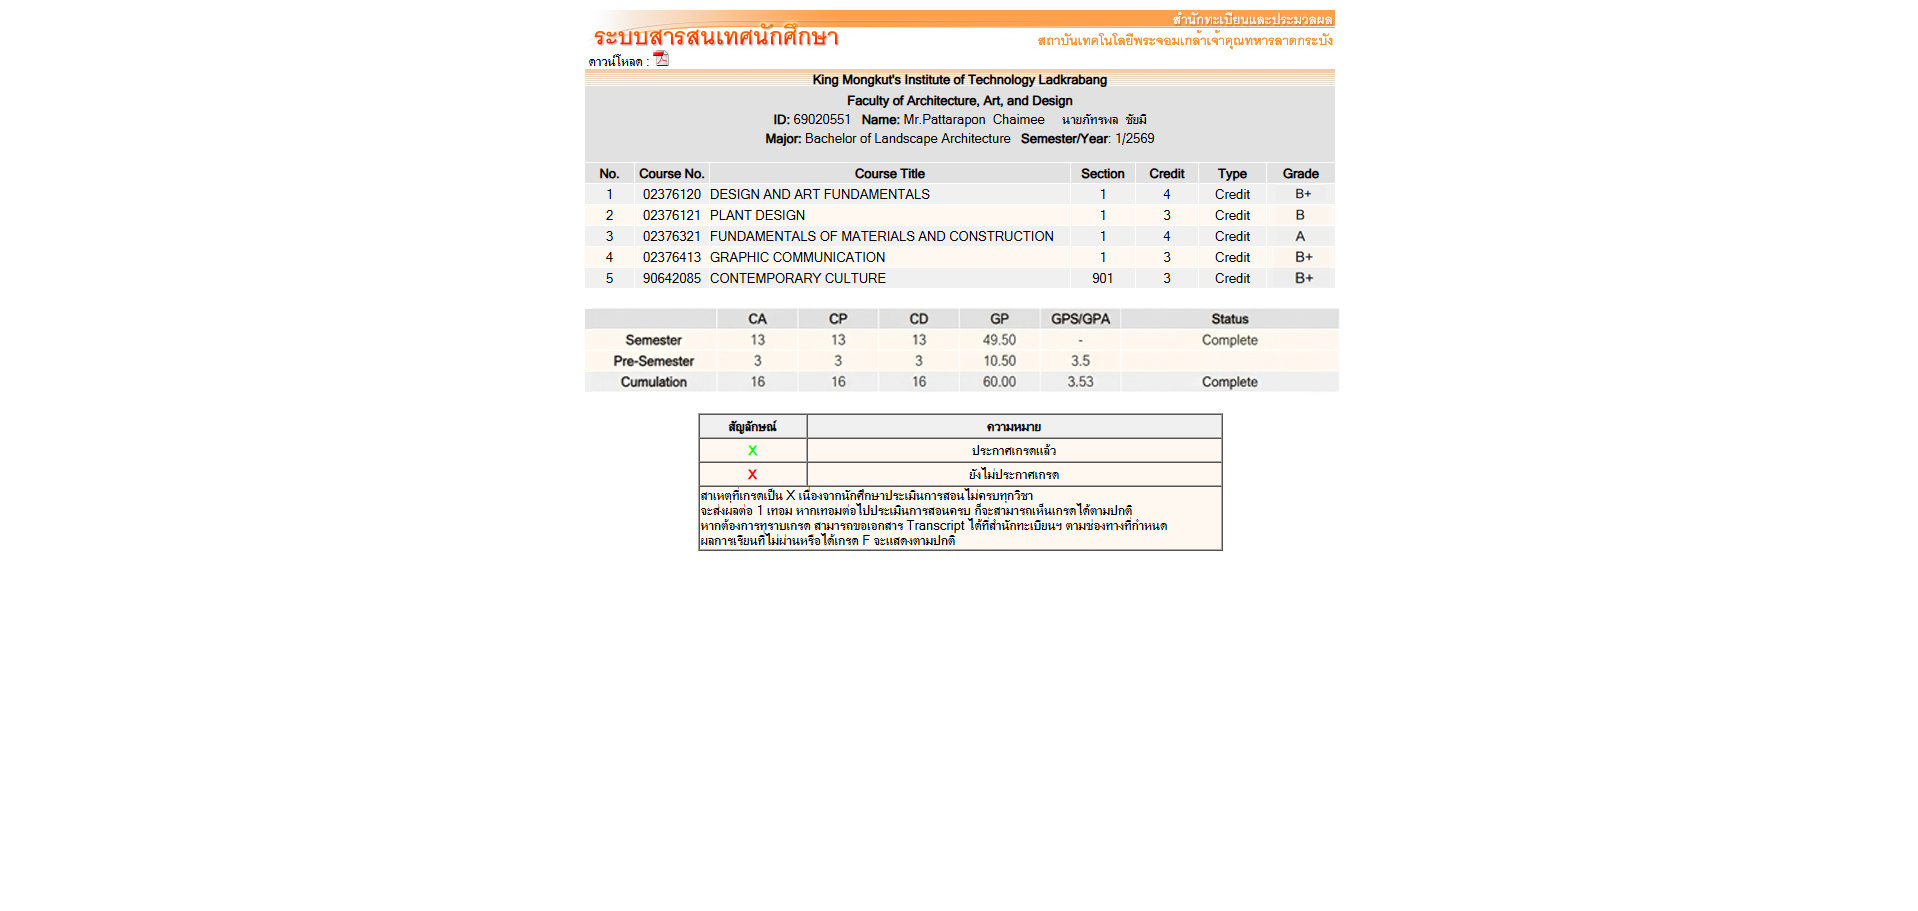 สำนักทะเบียนและประมวลผล
ระบบสารสนเทศนักศึกษา
สถาบันเทคโนโลยีพระจอมเกล้าเจ้าคุณทหารลาดกระบัง
ดาวน์โหลด :
King Mongkut's Institute of Technology Ladkrabang
Faculty of Architecture, Art, and Design
ID: 69020551 Name: Mr.Pattarapon Chaimee นายภัทรพล ชัยมี
Major: Bachelor of Landscape Architecture Semester/Year: 1/2569
No. Course No. Course Title Section Credit Type Grade
1 02376120 DESIGN AND ART FUNDAMENTALS 1 4 Credit B+
2 02376121 PLANT DESIGN 1 3 Credit B
3 02376321 FUNDAMENTALS OF MATERIALS AND CONSTRUCTION 1 4 Credit A
4 02376413 GRAPHIC COMMUNICATION 1 3 Credit B+
5 90642085 CONTEMPORARY CULTURE 901 3 Credit B+
CA CP CD GP GPS/GPA Status
Semester 13 13 13 49.50 - Complete
Pre-Semester 3 3 3 10.50 3.5
Cumulation 16 16 16 60.00 3.53 Complete
สัญลักษณ์ ความหมาย
X ประกาศเกรดแล้ว
X ยังไม่ประกาศเกรด
สาเหตุที่เกรดเป็น X เนื่องจากนักศึกษาประเมินการสอนไม่ครบทุกวิชา
จะส่งผลต่อ 1 เทอม หากเทอมต่อไปประเมินการสอนครบ ก็จะสามารถเห็นเกรดได้ตามปกติ
หากต้องการทราบเกรด สามารถขอเอกสาร Transcript ได้ที่สำนักทะเบียนฯ ตามช่องทางที่กำหนด
ผลการเรียนที่ไม่ผ่านหรือได้เกรด F จะแสดงตามปกติ